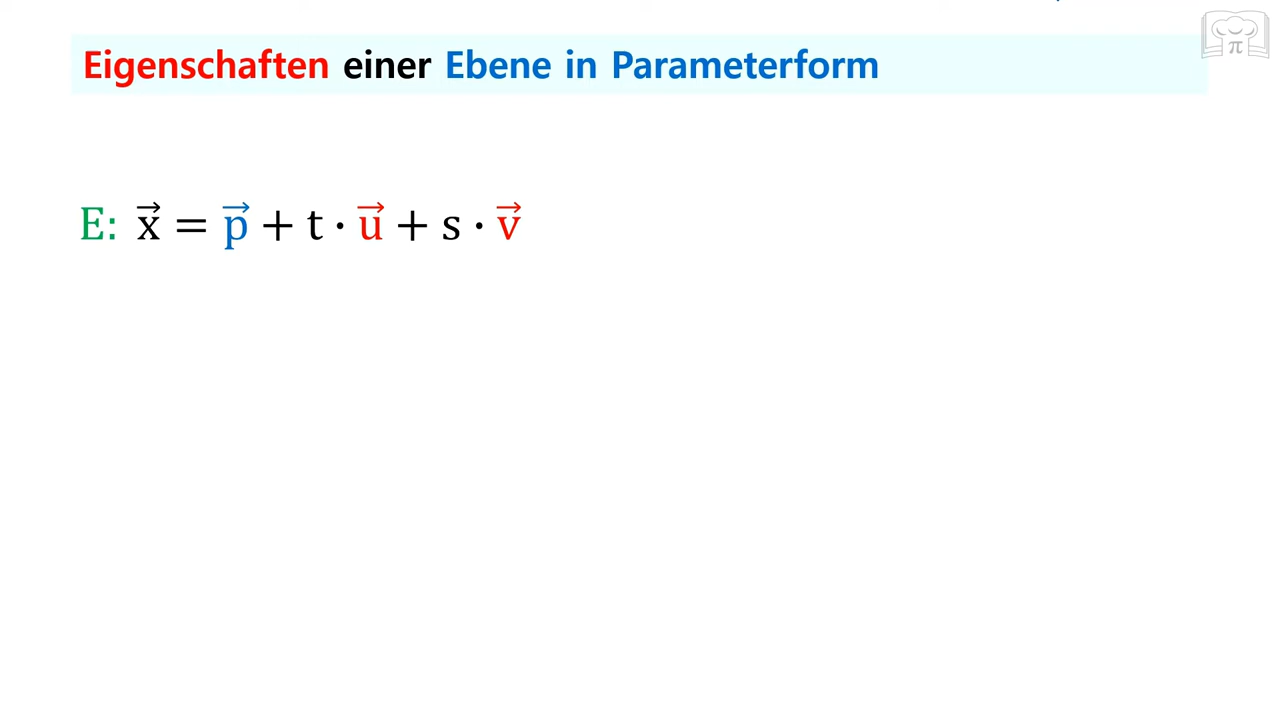 Eigenschaften einer Ebene in Parameterform
E: x⃗ = p⃗ + t · u⃗ + s · v⃗
π